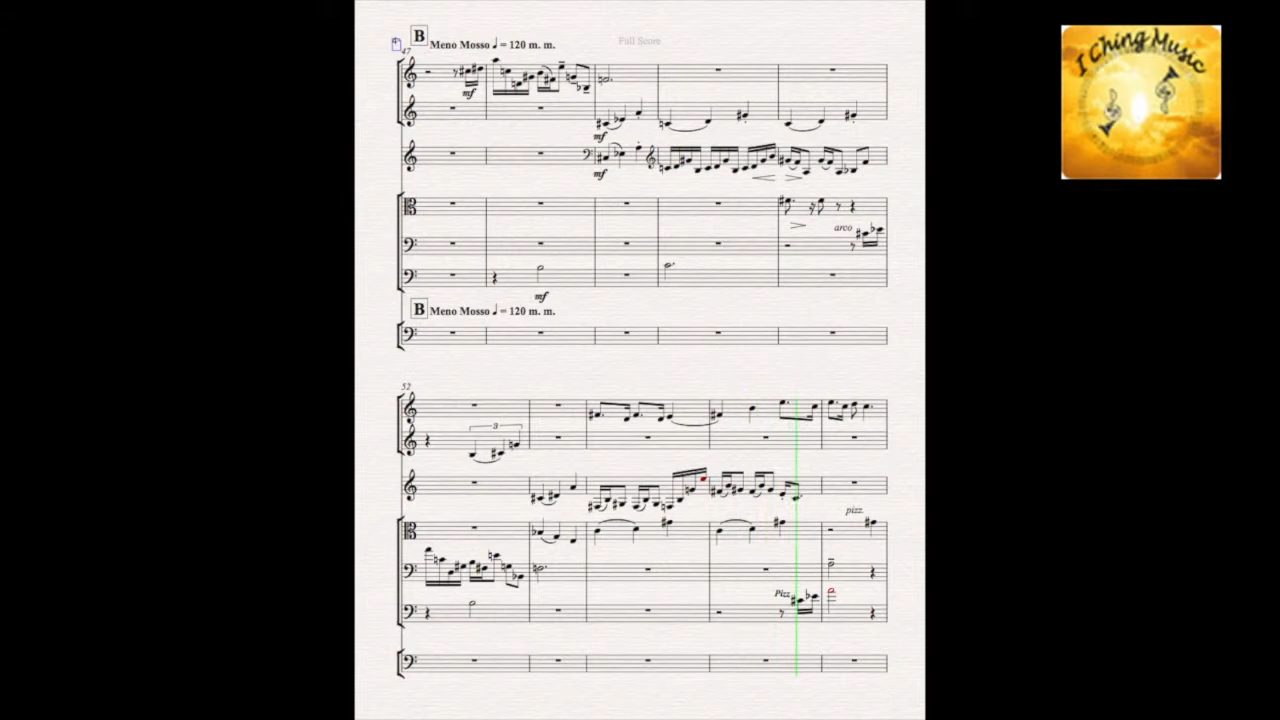 4
Full Score
B Meno Mosso ♩ = 120 m. m.
47
mf
mf
mf
arco
mf
B Meno Mosso ♩ = 120 m. m.
52
3
pizz.
Pizz.
I Ching Music